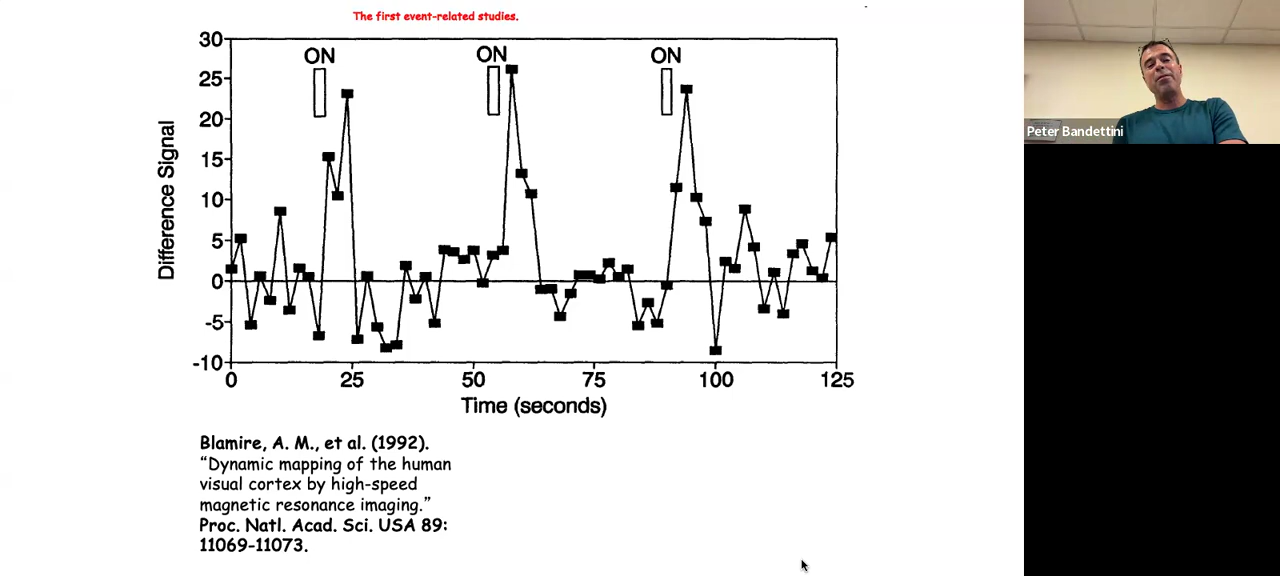 The first event-related studies.
ON
ON
ON
30
25
20
15
10
5
0
-5
-10
Difference Signal
0
25
50
75
100
125
Time (seconds)
Blamire, A. M., et al. (1992).
“Dynamic mapping of the human
visual cortex by high-speed
magnetic resonance imaging.”
Proc. Natl. Acad. Sci. USA 89:
11069-11073.
Peter Bandettini